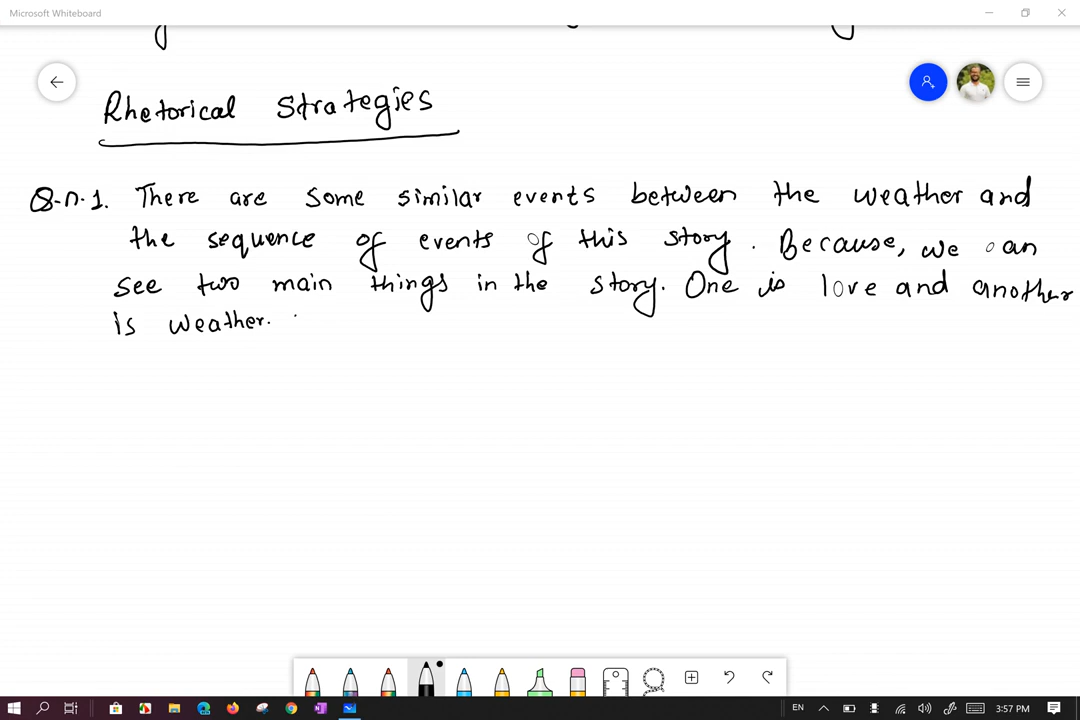 Microsoft Whiteboard
Rhetorical Strategies
Q.n.1. There are some similar events between the weather and
the sequence of events of this story. Because, we can
see two main things in the story. One is love and another
is weather.
EN
3:57 PM